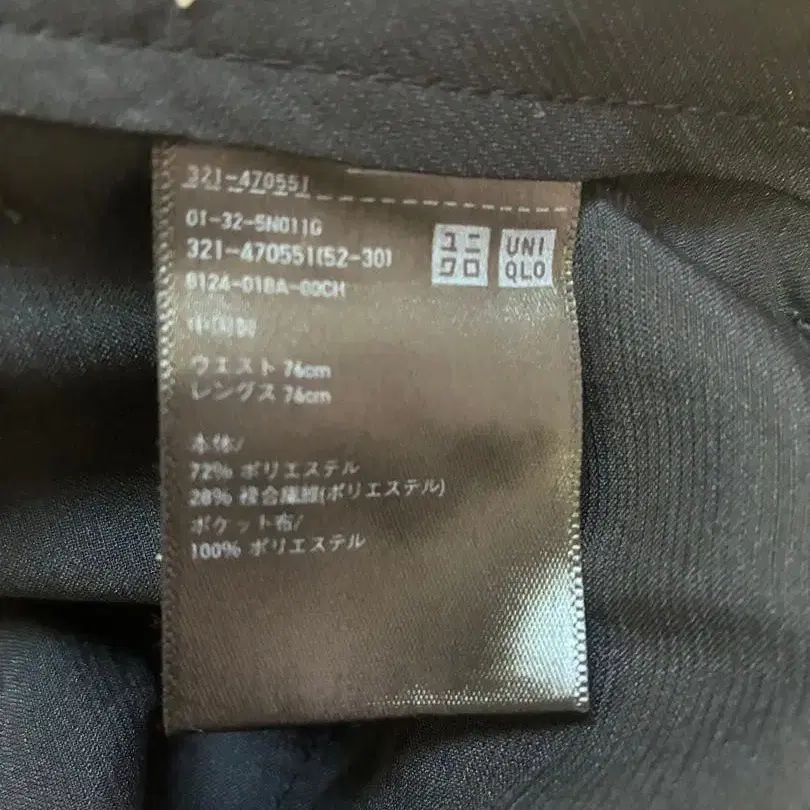 321-470551
01-32-5N011G
321-470551(52-30)
6124-018A-00CH
ユニ
クロ
UNI
QLO
ウエスト 76cm
レングス 76cm
本体/
72% ポリエステル
28% 複合繊維(ポリエステル)
ポケット布/
100% ポリエステル